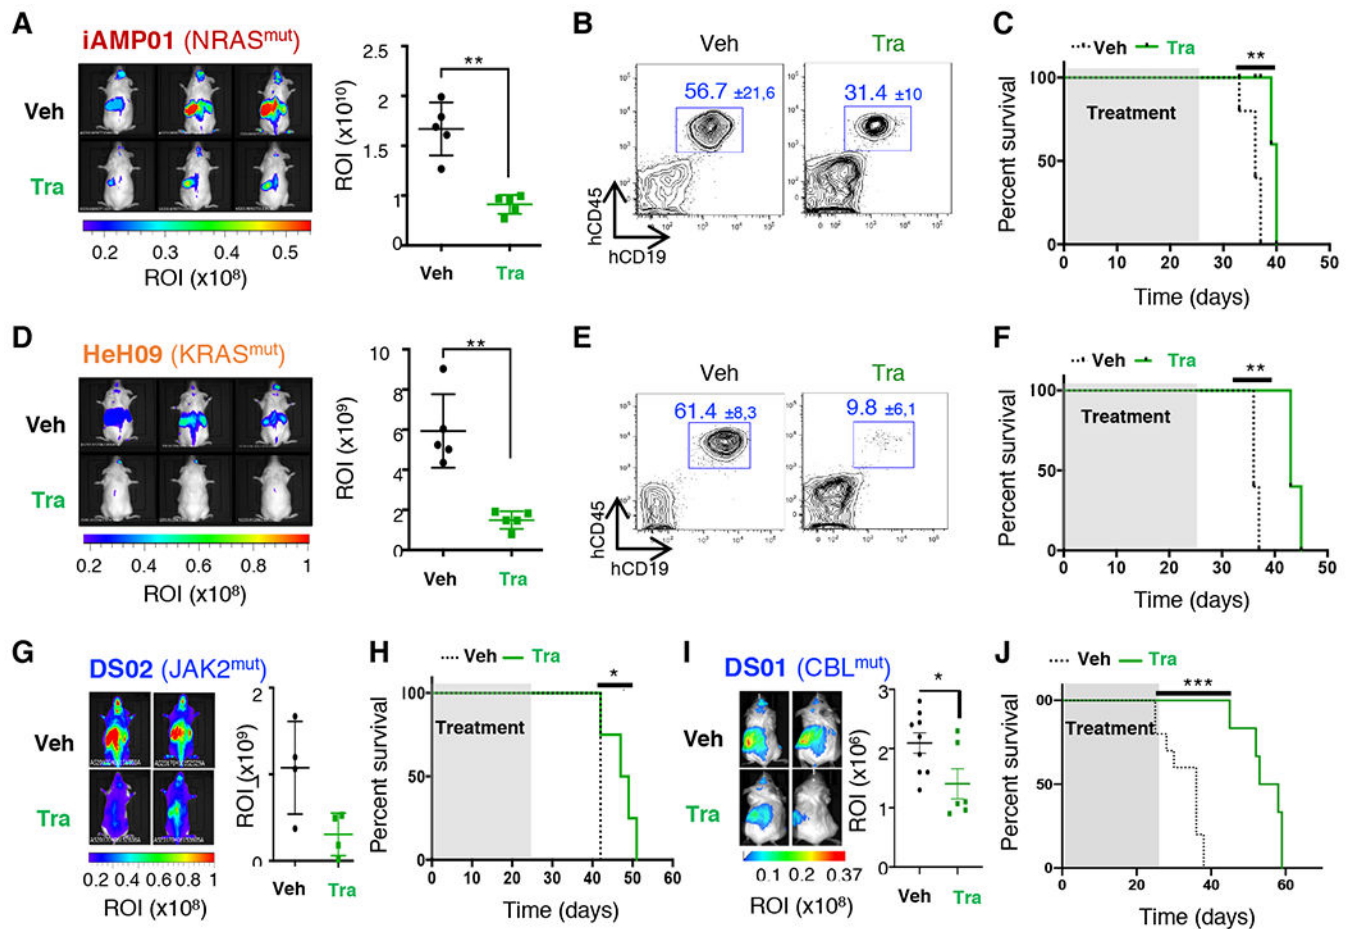 A
iAMP01 (NRASmut)
Veh
Tra
0.2 0.3 0.4 0.5
ROI (x10⁸)
ROI (x10¹⁰)
2.5
2
1.5
1
0
**
Veh Tra
B
Veh Tra
56.7 ±21,6
31.4 ±10
hCD45
hCD19
C
Veh Tra
**
Percent survival
100
50
0
Treatment
0 10 20 30 40 50
Time (days)
D
HeH09 (KRASmut)
Veh
Tra
0.2 0.4 0.6 0.8 1
ROI (x10⁸)
ROI (x10⁹)
10
8
6
4
2
0
**
Veh Tra
E
Veh Tra
61.4 ±8,3
9.8 ±6,1
hCD45
hCD19
F
Veh Tra
**
Percent survival
100
50
0
Treatment
0 10 20 30 40 50
Time (days)
G
DS02 (JAK2mut)
Veh
Tra
0.2 0.4 0.6 0.8 1
ROI (x10⁸)
ROI (x10⁹)
2
1
0
Veh Tra
H
Veh Tra
*
Percent survival
100
50
0
Treatment
0 10 20 30 40 50 60
Time (days)
I
DS01 (CBLmut)
Veh
Tra
0.1 0.2 0.37
ROI (x10⁸)
ROI (x10⁶)
3
2
1
0
*
Veh Tra
J
Veh Tra
***
Percent survival
00
50
0
Treatment
0 20 40 60
Time (days)